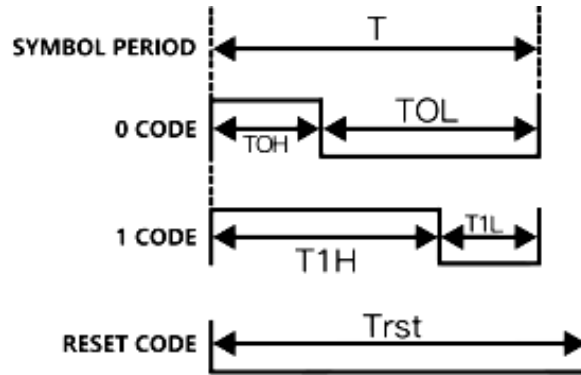 T
SYMBOL PERIOD
0 CODE
TOH
TOL
1 CODE
T1H
T1L
RESET CODE
Trst